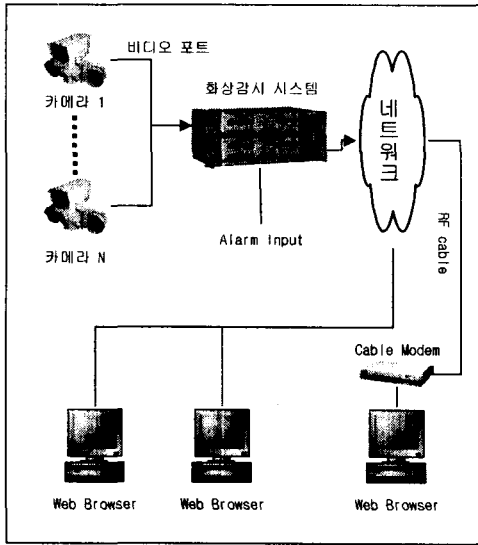 비디오 포트
카메라 1
화상감시 시스템
네트워크
카메라 N
Alarm Input
RF cable
Cable Modem
Web Browser
Web Browser
Web Browser